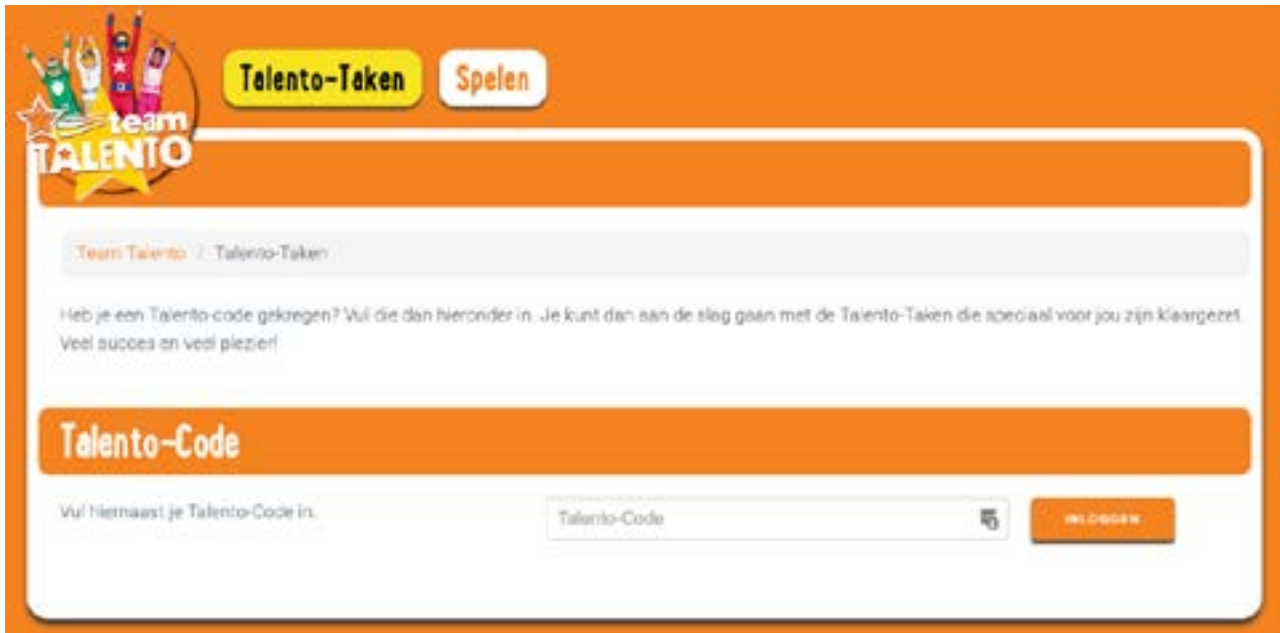 team
TALENTO
Talento-Taken
Spelen
Team Talento / Talento-Taken
Heb je een Talento-code gekregen? Vul die dan hieronder in. Je kunt dan aan de slag gaan met de Talento-Taken die speciaal voor jou zijn klaargezet.
Veel succes en veel plezier!
Talento-Code
Vul hiernaast je Talento-Code in.
Talento-Code
INLOGGEN